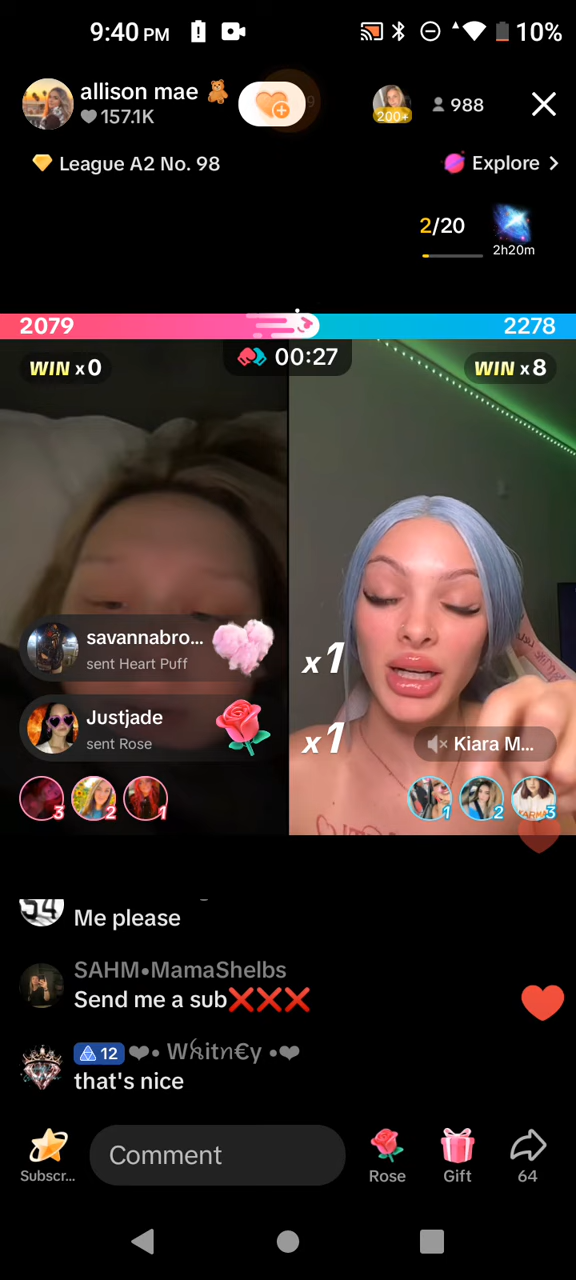 9:40 PM
10%
allison mae 🧸
157.1K
200+
988
League A2 No. 98
Explore
2/20
2h20m
2079
2278
WIN x0
00:27
WIN x8
savannabro...
sent Heart Puff
x1
Justjade
sent Rose
x1
Kiara M...
3
2
1
1
2
3
Me please
SAHM•MamaShelbs
Send me a sub❌❌❌
12 ❤• Wꫝitn€y •❤
that's nice
Subscr...
Comment
Rose
Gift
64